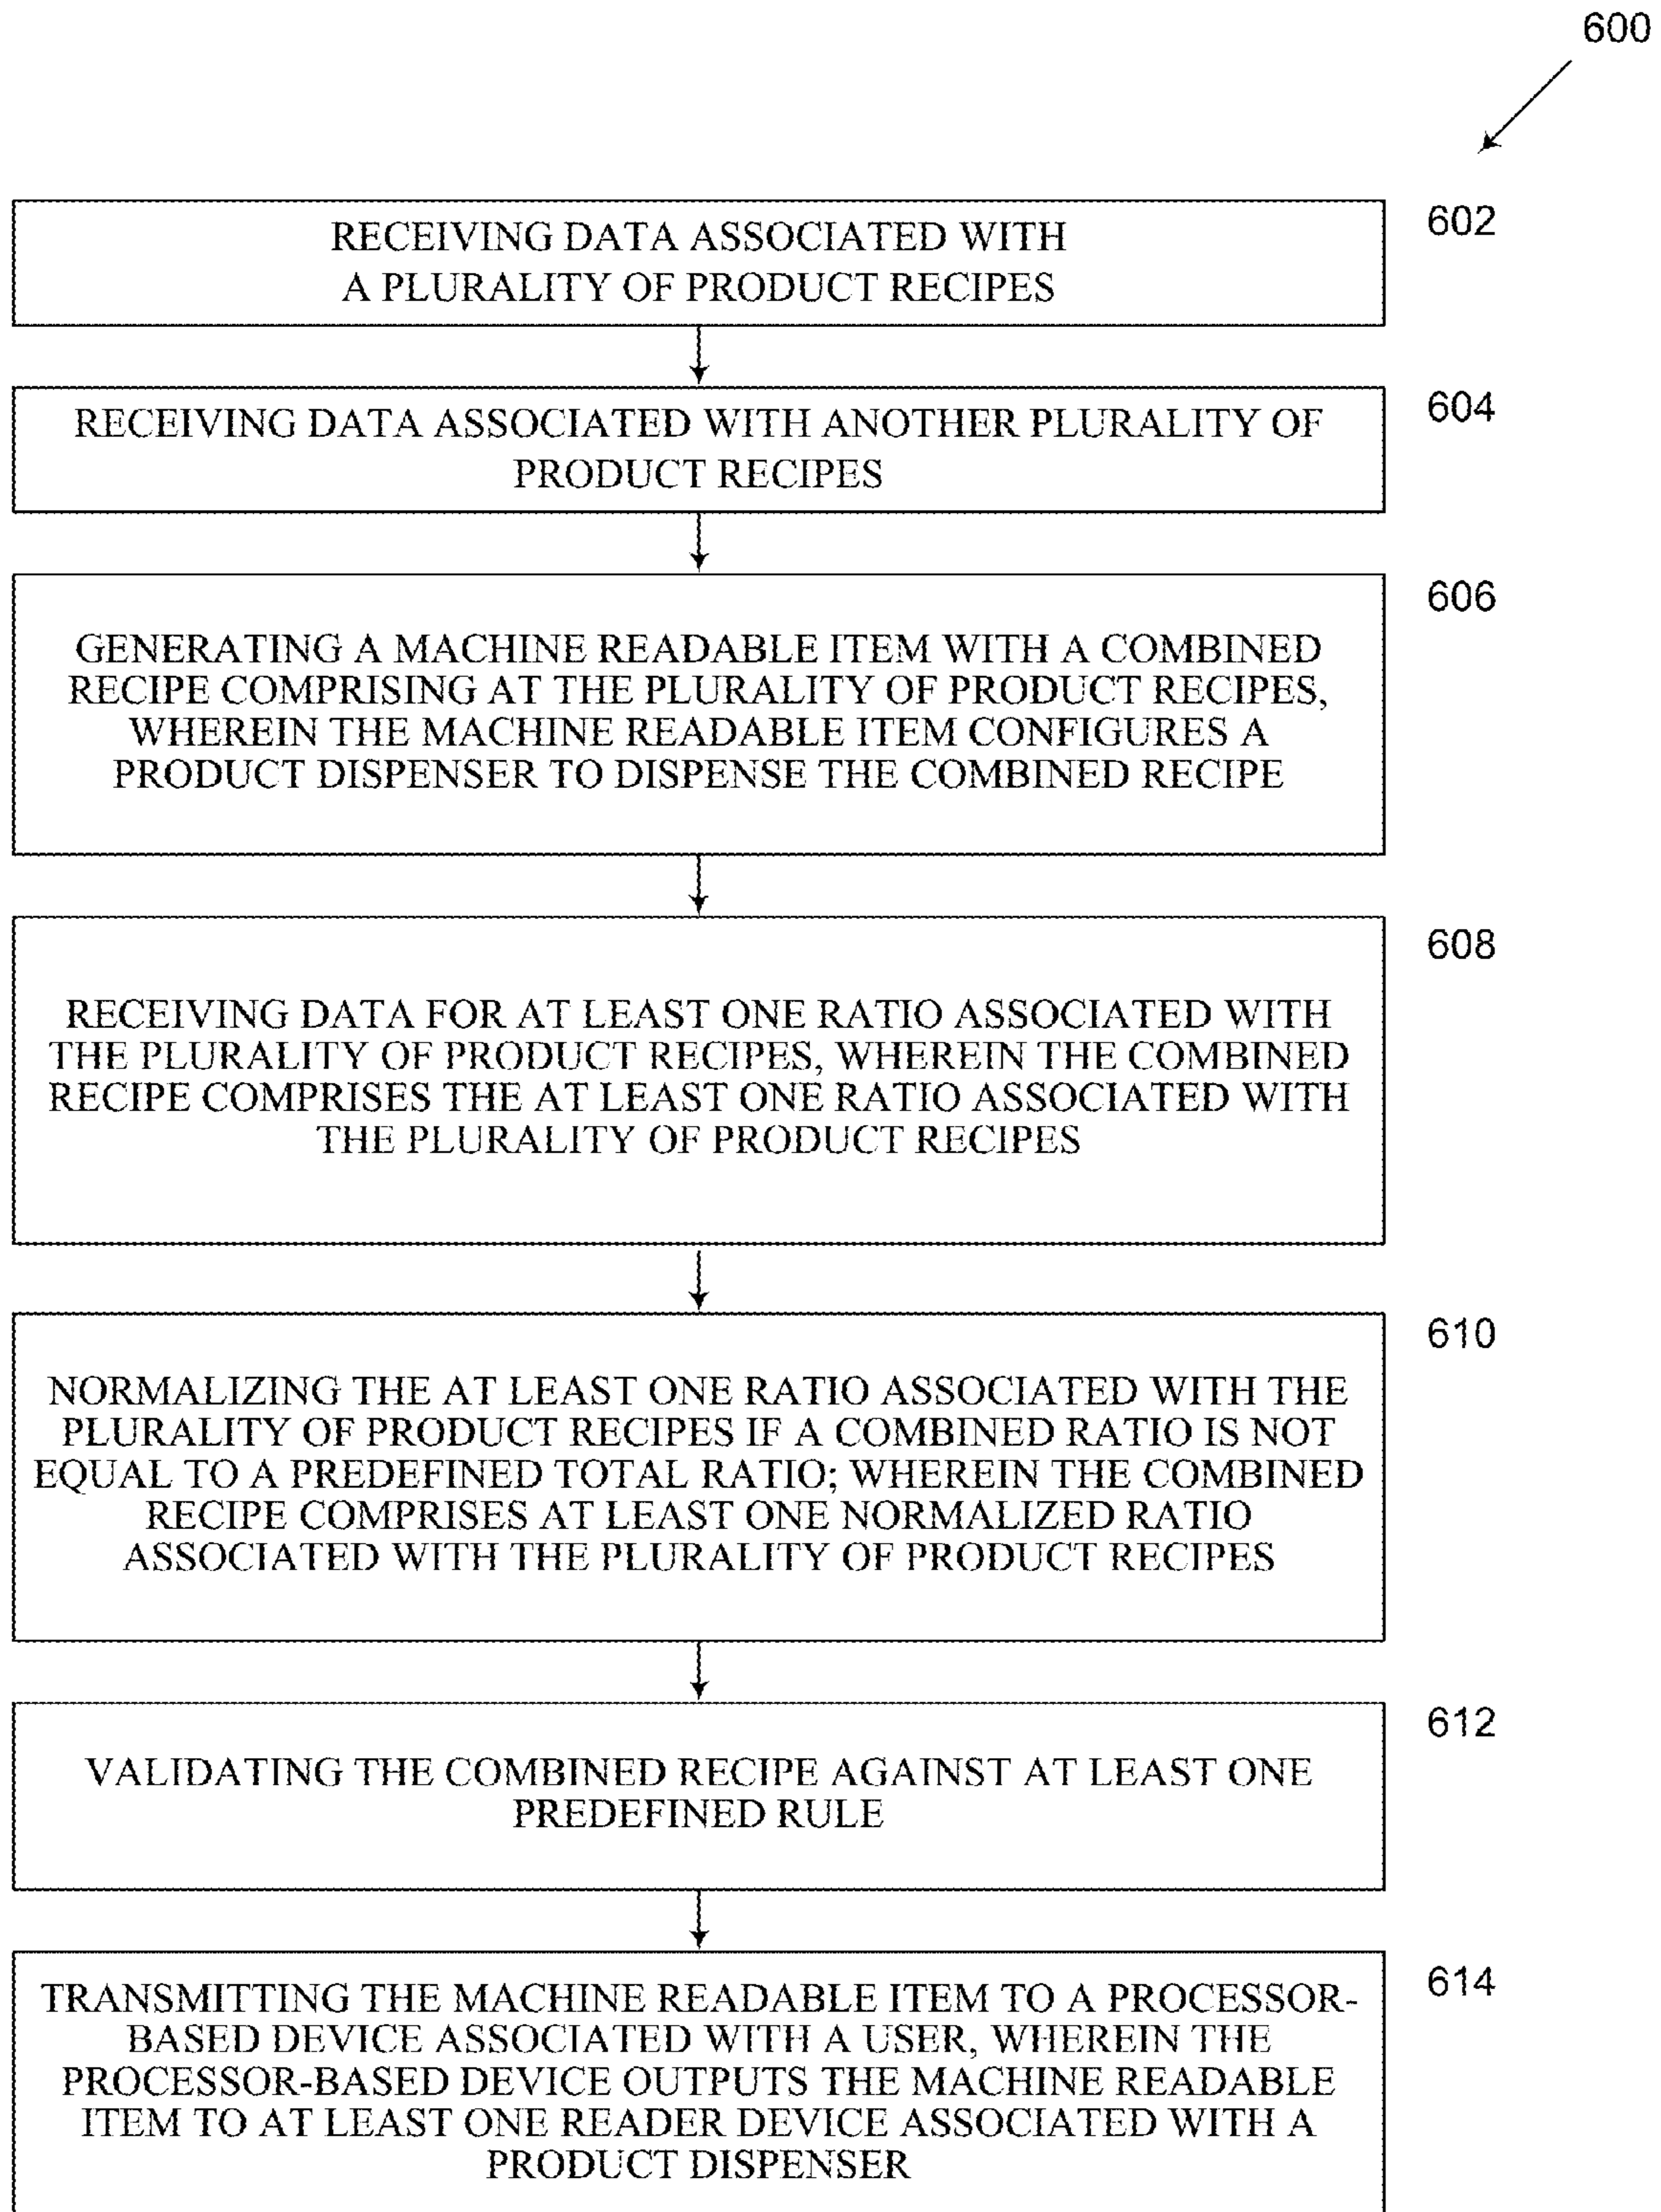 600
602
RECEIVING DATA ASSOCIATED WITH
A PLURALITY OF PRODUCT RECIPES
604
RECEIVING DATA ASSOCIATED WITH ANOTHER PLURALITY OF
PRODUCT RECIPES
606
GENERATING A MACHINE READABLE ITEM WITH A COMBINED
RECIPE COMPRISING AT THE PLURALITY OF PRODUCT RECIPES,
WHEREIN THE MACHINE READABLE ITEM CONFIGURES A
PRODUCT DISPENSER TO DISPENSE THE COMBINED RECIPE
608
RECEIVING DATA FOR AT LEAST ONE RATIO ASSOCIATED WITH
THE PLURALITY OF PRODUCT RECIPES, WHEREIN THE COMBINED
RECIPE COMPRISES THE AT LEAST ONE RATIO ASSOCIATED WITH
THE PLURALITY OF PRODUCT RECIPES
610
NORMALIZING THE AT LEAST ONE RATIO ASSOCIATED WITH THE
PLURALITY OF PRODUCT RECIPES IF A COMBINED RATIO IS NOT
EQUAL TO A PREDEFINED TOTAL RATIO; WHEREIN THE COMBINED
RECIPE COMPRISES AT LEAST ONE NORMALIZED RATIO
ASSOCIATED WITH THE PLURALITY OF PRODUCT RECIPES
612
VALIDATING THE COMBINED RECIPE AGAINST AT LEAST ONE
PREDEFINED RULE
614
TRANSMITTING THE MACHINE READABLE ITEM TO A PROCESSOR-
BASED DEVICE ASSOCIATED WITH A USER, WHEREIN THE
PROCESSOR-BASED DEVICE OUTPUTS THE MACHINE READABLE
ITEM TO AT LEAST ONE READER DEVICE ASSOCIATED WITH A
PRODUCT DISPENSER